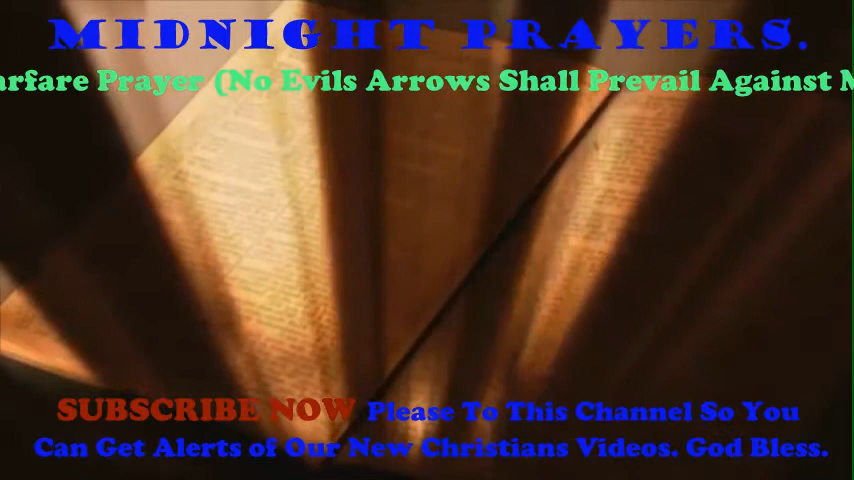 MIDNIGHT PRAYERS.
arfare Prayer (No Evils Arrows Shall Prevail Against M
SUBSCRIBE NOW Please To This Channel So You
Can Get Alerts of Our New Christians Videos. God Bless.